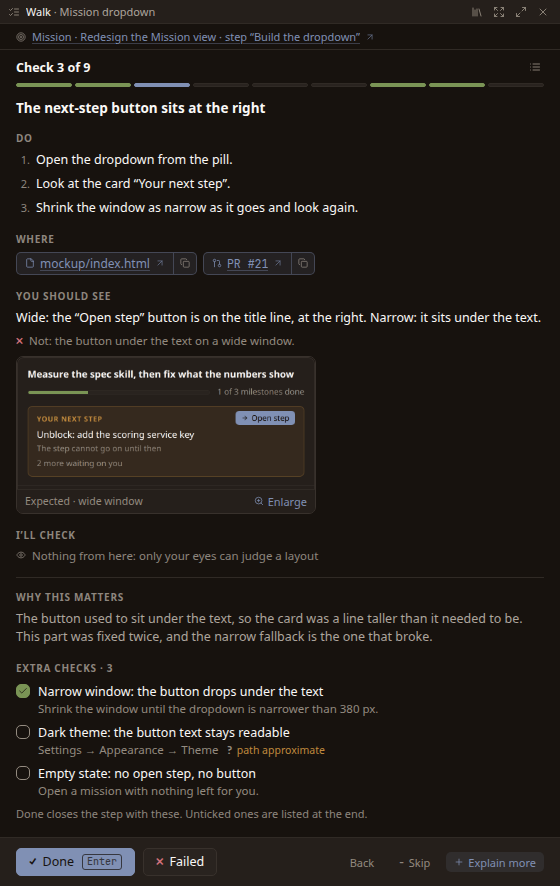 Walk · Mission dropdown
Mission · Redesign the Mission view · step “Build the dropdown” ↗
Check 3 of 9
The next-step button sits at the right
DO
1. Open the dropdown from the pill.
2. Look at the card “Your next step”.
3. Shrink the window as narrow as it goes and look again.
WHERE
mockup/index.html ↗ PR #21 ↗
YOU SHOULD SEE
Wide: the “Open step” button is on the title line, at the right. Narrow: it sits under the text.
× Not: the button under the text on a wide window.
Measure the spec skill, then fix what the numbers show
1 of 3 milestones done
YOUR NEXT STEP → Open step
Unblock: add the scoring service key
The step cannot go on until then
2 more waiting on you
Expected · wide window Enlarge
I’LL CHECK
Nothing from here: only your eyes can judge a layout
WHY THIS MATTERS
The button used to sit under the text, so the card was a line taller than it needed to be.
This part was fixed twice, and the narrow fallback is the one that broke.
EXTRA CHECKS · 3
Narrow window: the button drops under the text
Shrink the window until the dropdown is narrower than 380 px.
Dark theme: the button text stays readable
Settings → Appearance → Theme ? path approximate
Empty state: no open step, no button
Open a mission with nothing left for you.
Done closes the step with these. Unticked ones are listed at the end.
✓ Done Enter × Failed Back - Skip + Explain more